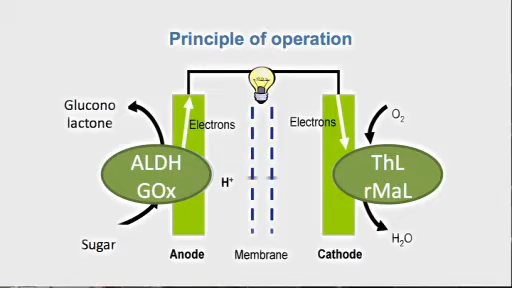 Principle of operation
Glucono
lactone
Electrons
Electrons
O₂
ALDH
GOx
H⁺
ThL
rMaL
Sugar
H₂O
Anode
Membrane
Cathode